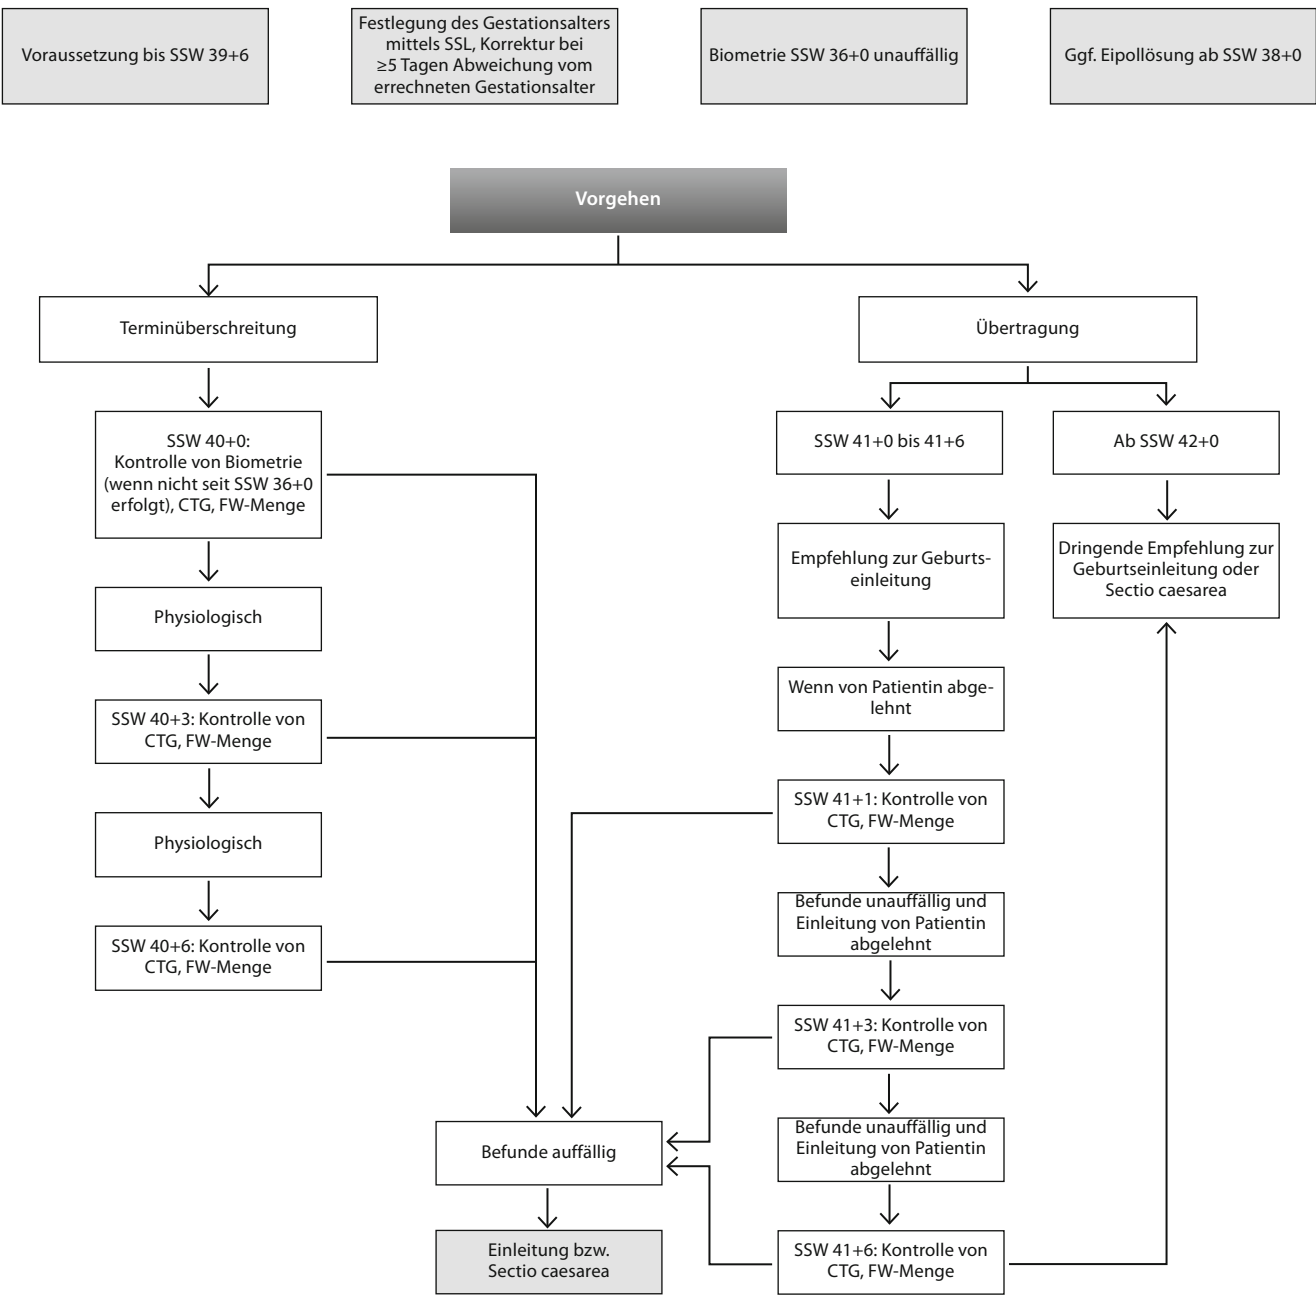 Voraussetzung bis SSW 39+6
Festlegung des Gestationsalters
mittels SSL, Korrektur bei
≥5 Tagen Abweichung vom
errechneten Gestationsalter
Biometrie SSW 36+0 unauffällig
Ggf. Eipollösung ab SSW 38+0
Vorgehen
Terminüberschreitung
SSW 40+0:
Kontrolle von Biometrie
(wenn nicht seit SSW 36+0
erfolgt), CTG, FW-Menge
Physiologisch
SSW 40+3: Kontrolle von
CTG, FW-Menge
Physiologisch
SSW 40+6: Kontrolle von
CTG, FW-Menge
Übertragung
SSW 41+0 bis 41+6
Empfehlung zur Geburts-
einleitung
Wenn von Patientin abge-
lehnt
SSW 41+1: Kontrolle von
CTG, FW-Menge
Befunde unauffällig und
Einleitung von Patientin
abgelehnt
SSW 41+3: Kontrolle von
CTG, FW-Menge
Befunde unauffällig und
Einleitung von Patientin
abgelehnt
SSW 41+6: Kontrolle von
CTG, FW-Menge
Ab SSW 42+0
Dringende Empfehlung zur
Geburtseinleitung oder
Sectio caesarea
Befunde auffällig
Einleitung bzw.
Sectio caesarea